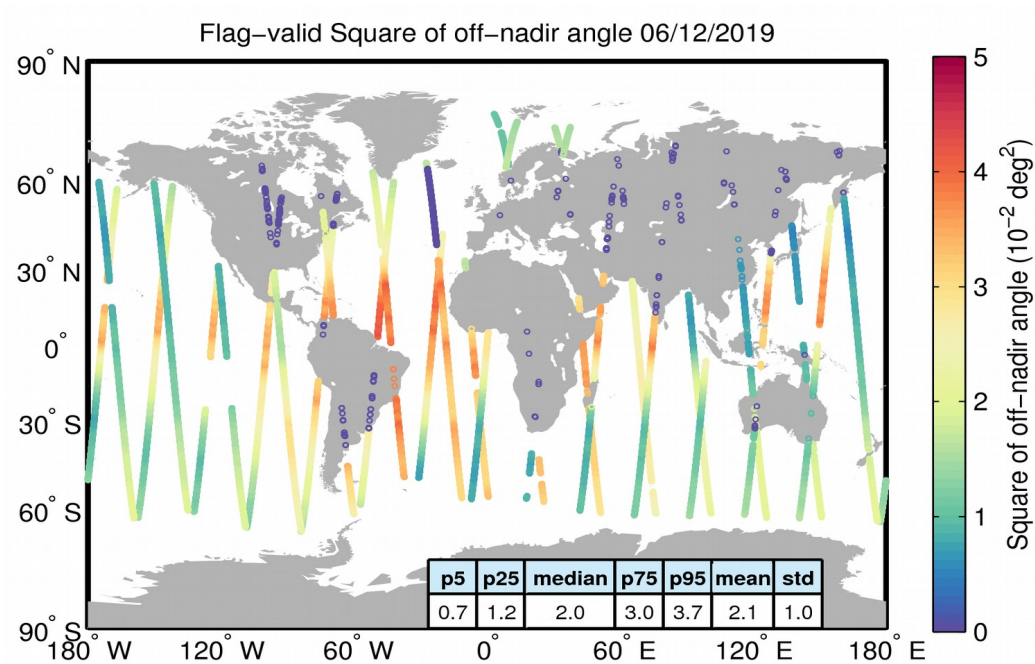 Flag−valid Square of off−nadir angle 06/12/2019
90° N
60° N
30° N
0°
30° S
60° S
90° S
180° W
120° W
60° W
0°
60° E
120° E
180° E
p5 p25 median p75 p95 mean std
0.7 1.2 2.0 3.0 3.7 2.1 1.0
5
4
3
2
1
0
Square of off−nadir angle (10⁻² deg²)